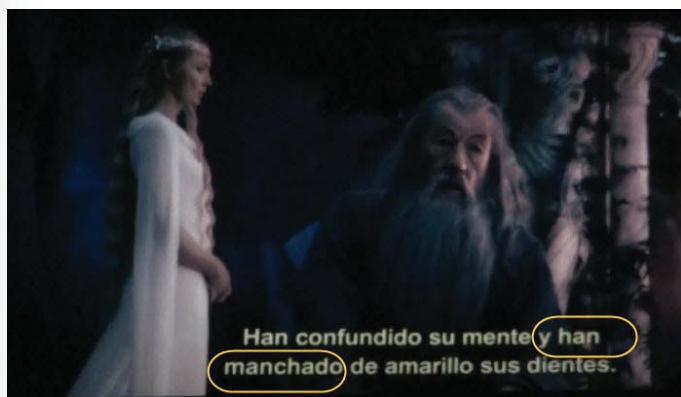 Han confundido su mente y han
manchado de amarillo sus dientes.